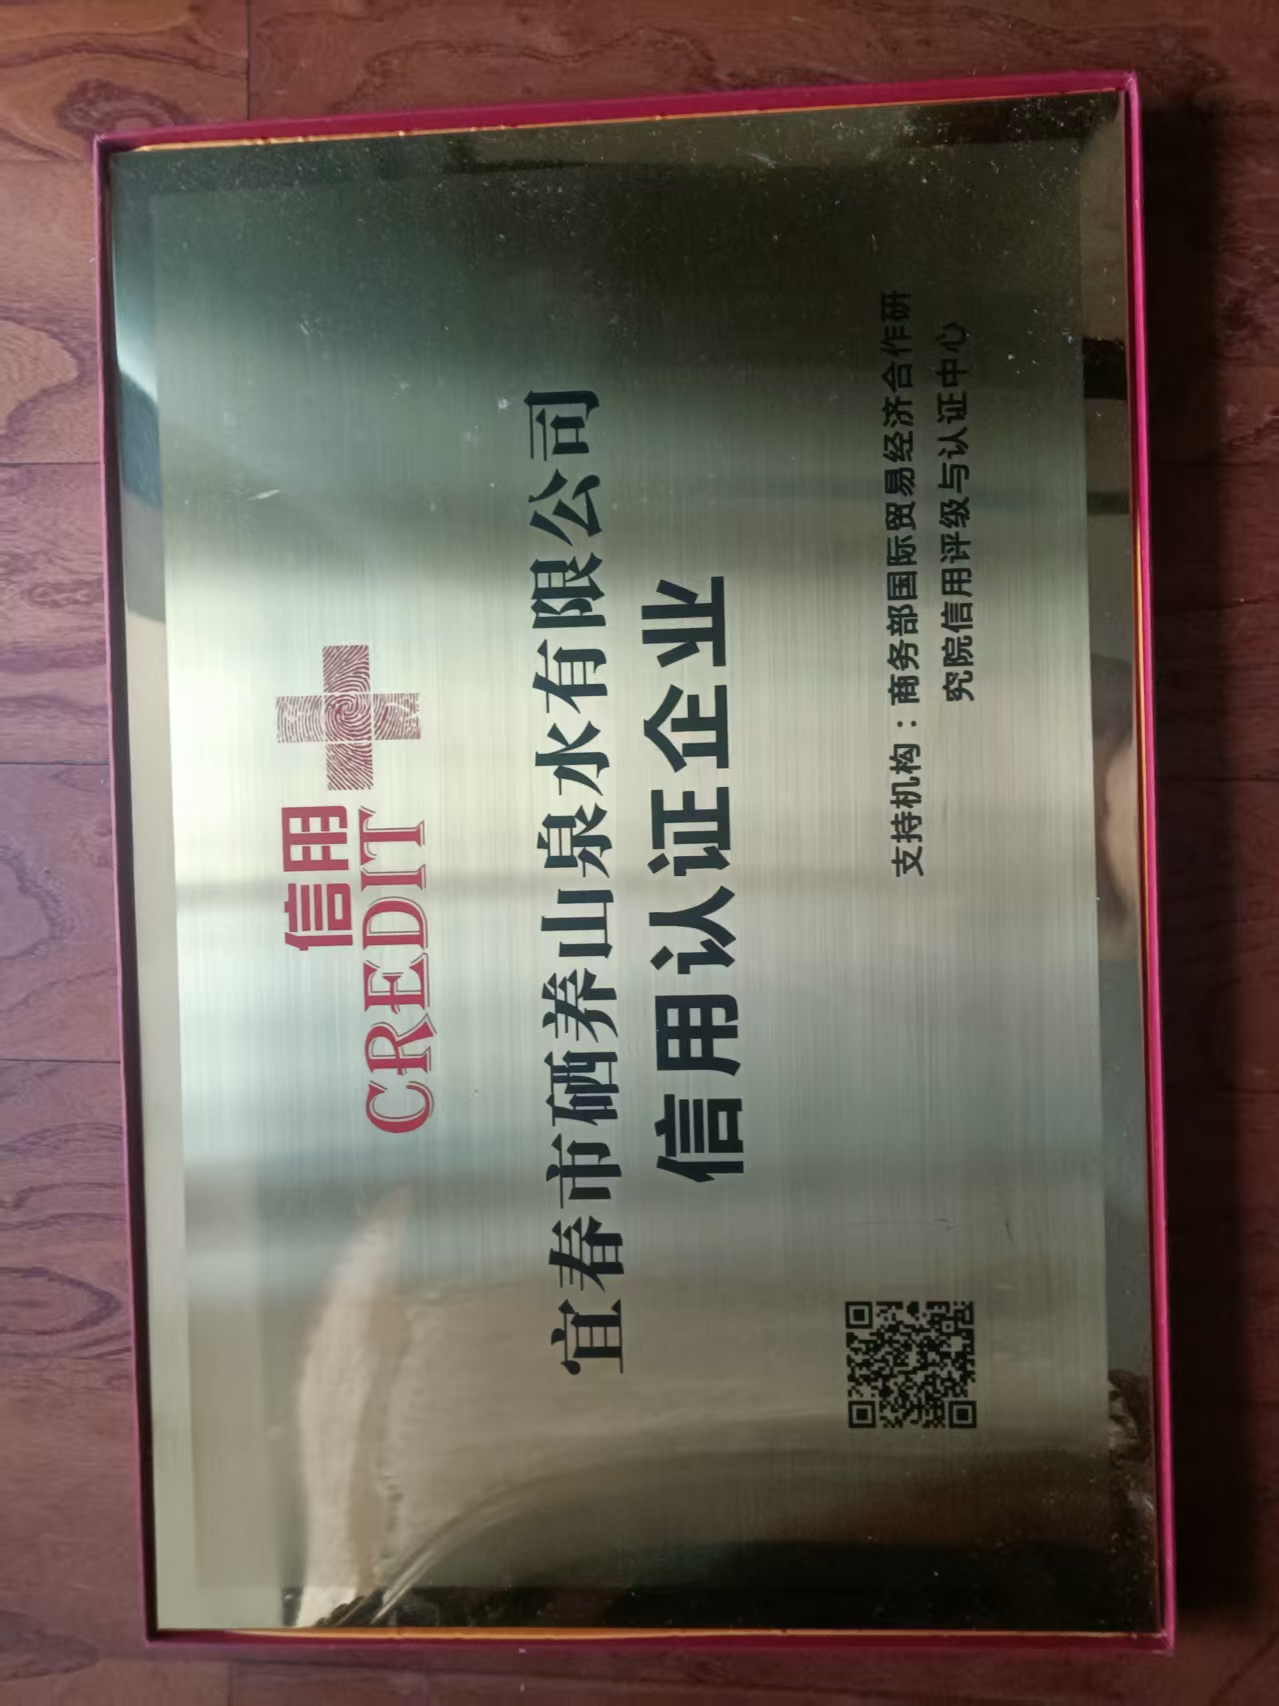 信用
CREDIT
宜春市硒养山泉水有限公司
信用认证企业
支持机构：商务部国际贸易经济合作研
究院信用评级与认证中心